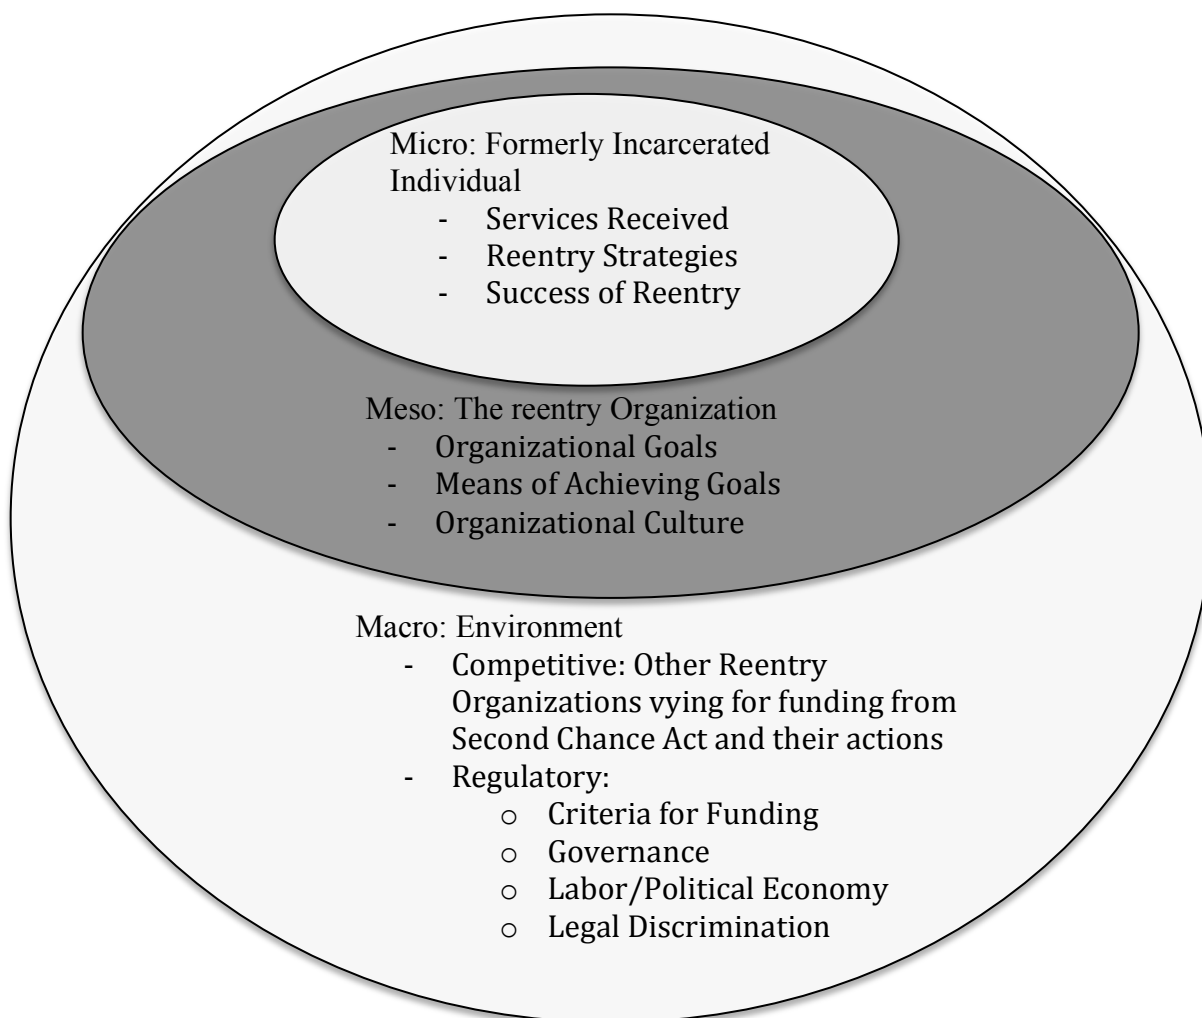 Micro: Formerly Incarcerated
Individual
- Services Received
- Reentry Strategies
- Success of Reentry
Meso: The reentry Organization
- Organizational Goals
- Means of Achieving Goals
- Organizational Culture
Macro: Environment
- Competitive: Other Reentry
Organizations vying for funding from
Second Chance Act and their actions
- Regulatory:
o Criteria for Funding
o Governance
o Labor/Political Economy
o Legal Discrimination